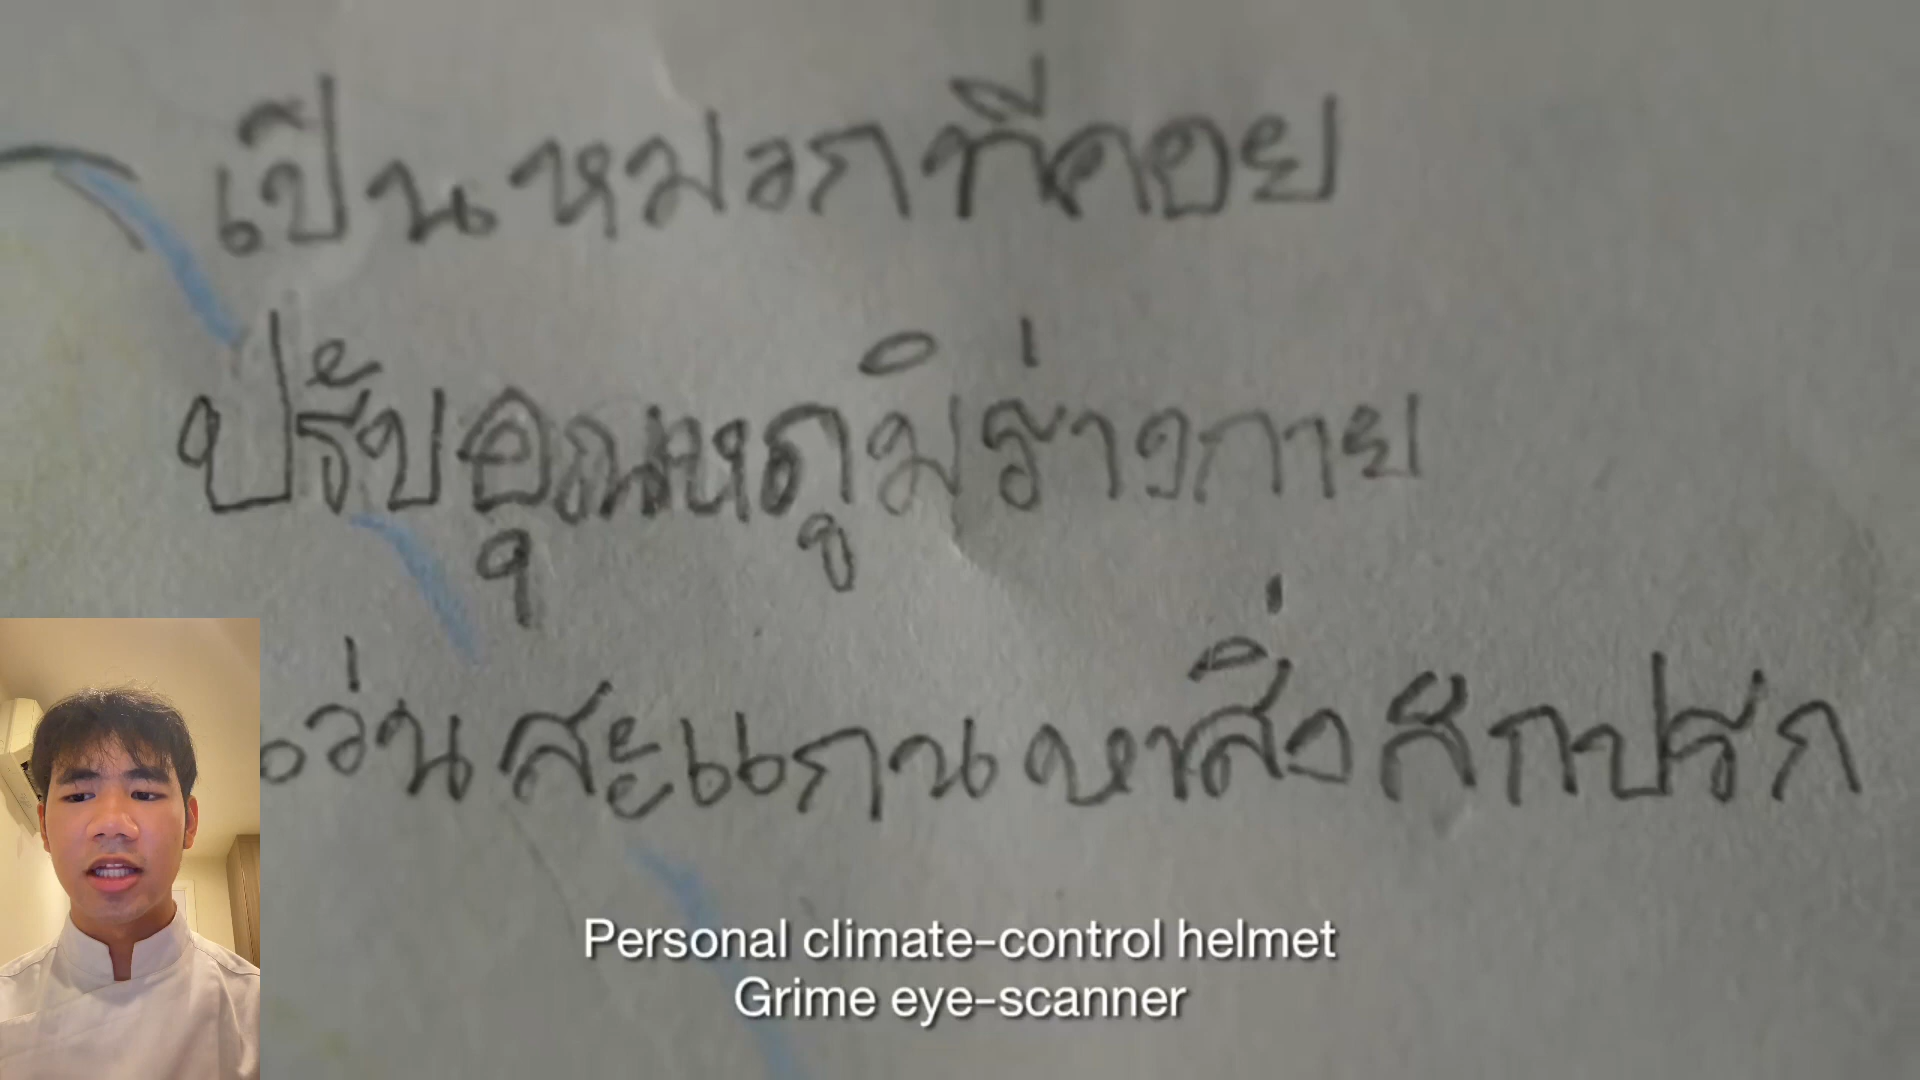 เป็นหมวกที่คอย
ปรับอุณหภูมิร่างกาย
แว่นสะแกนหาสิ่งสกปรก
Personal climate-control helmet
Grime eye-scanner